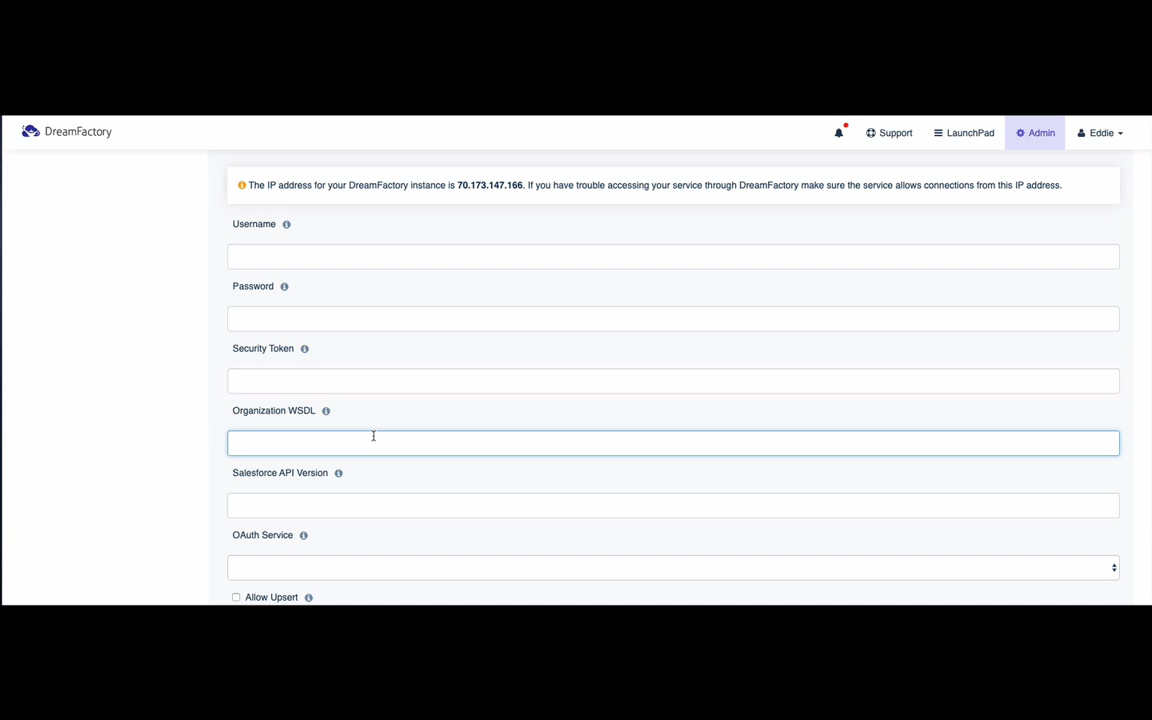 DreamFactory
Support
LaunchPad
Admin
Eddie
The IP address for your DreamFactory instance is 70.173.147.166. If you have trouble accessing your service through DreamFactory make sure the service allows connections from this IP address.
Username
Password
Security Token
Organization WSDL
Salesforce API Version
OAuth Service
Allow Upsert